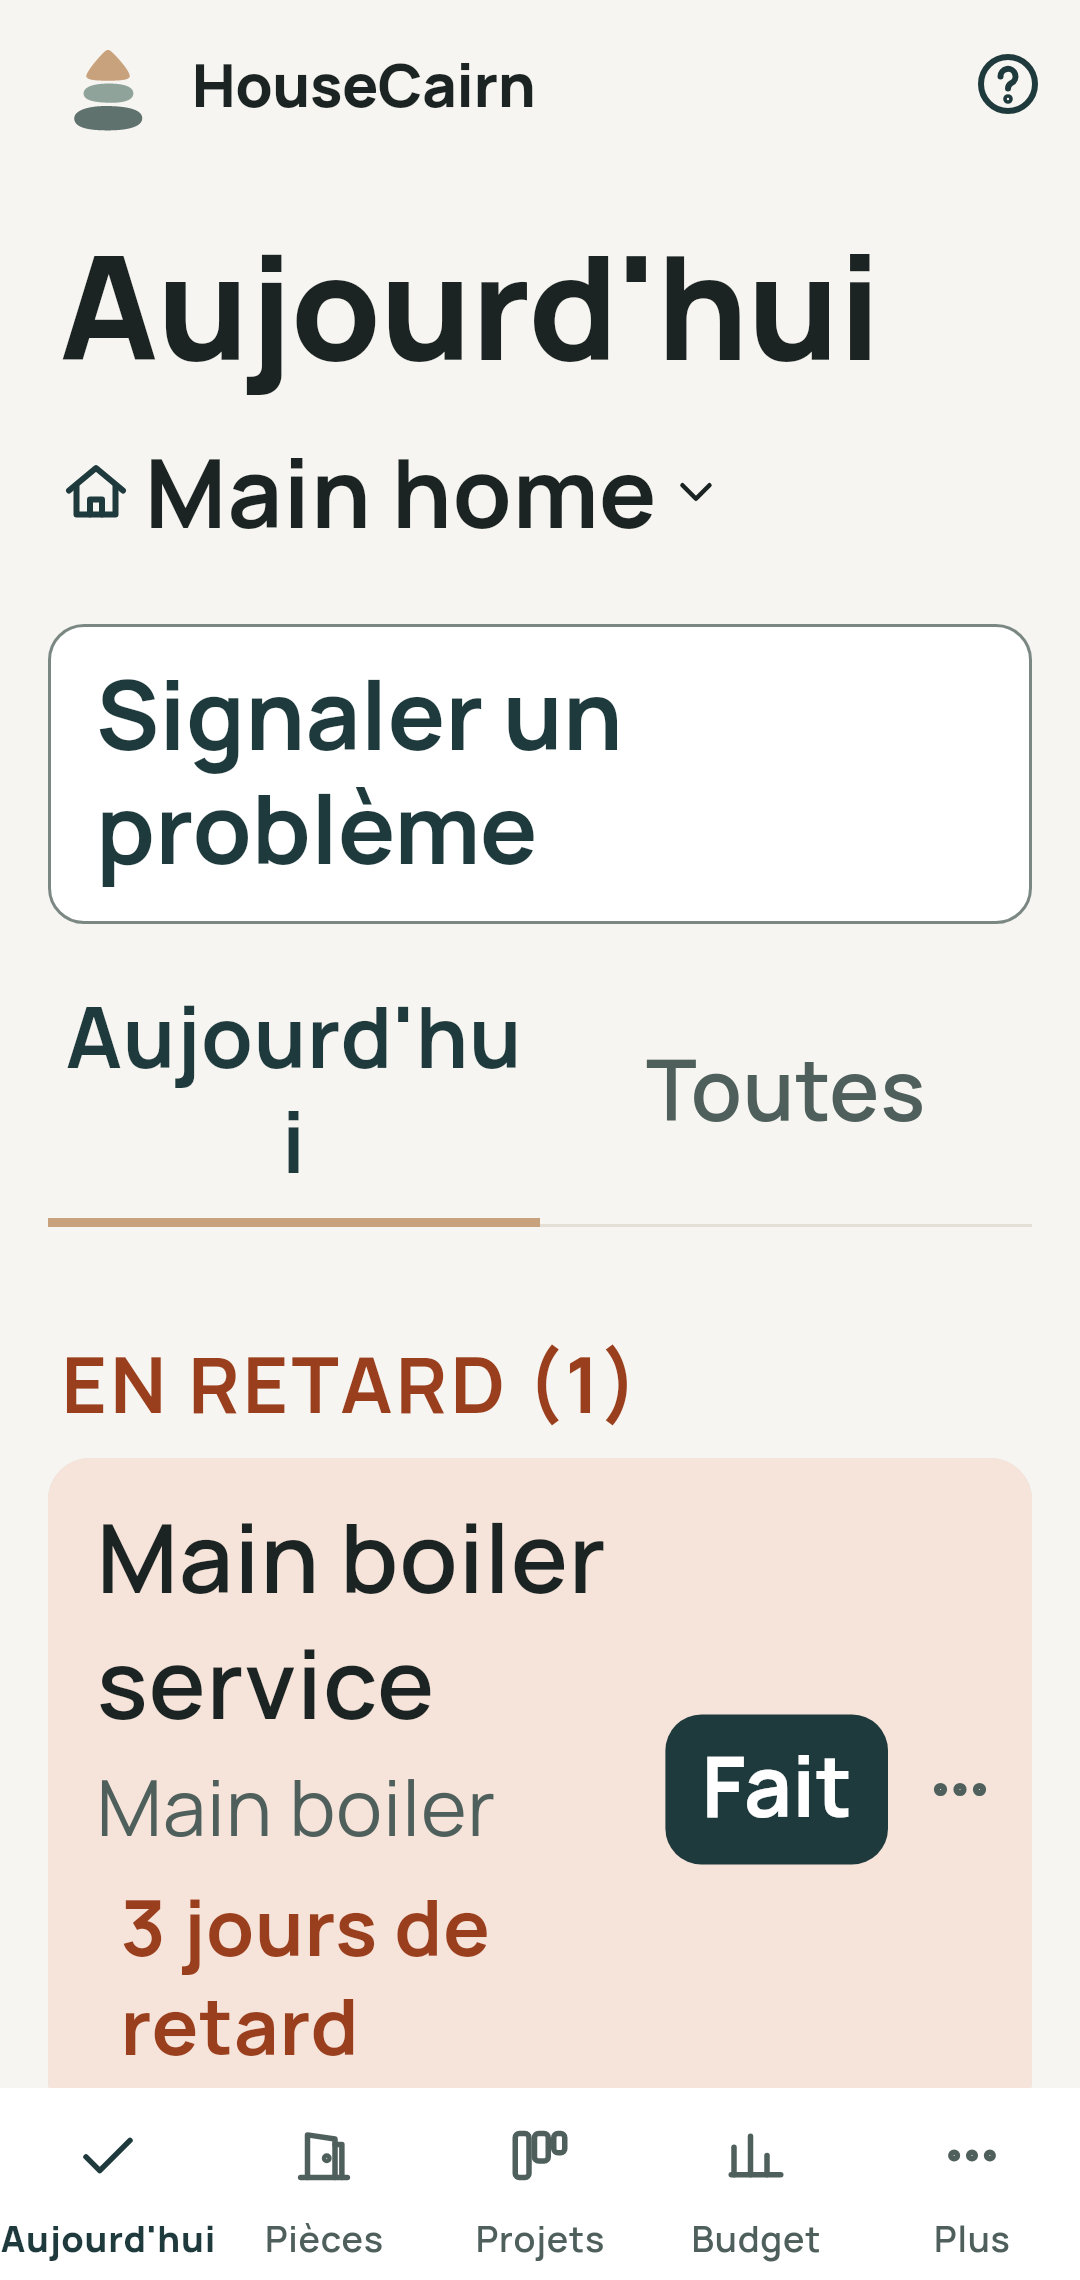 HouseCairn
Aujourd'hui
Main home
Signaler un
problème
Aujourd'hu
i
Toutes
EN RETARD (1)
Main boiler
service
Main boiler
3 jours de
retard
Fait
Aujourd'hui
Pièces
Projets
Budget
Plus